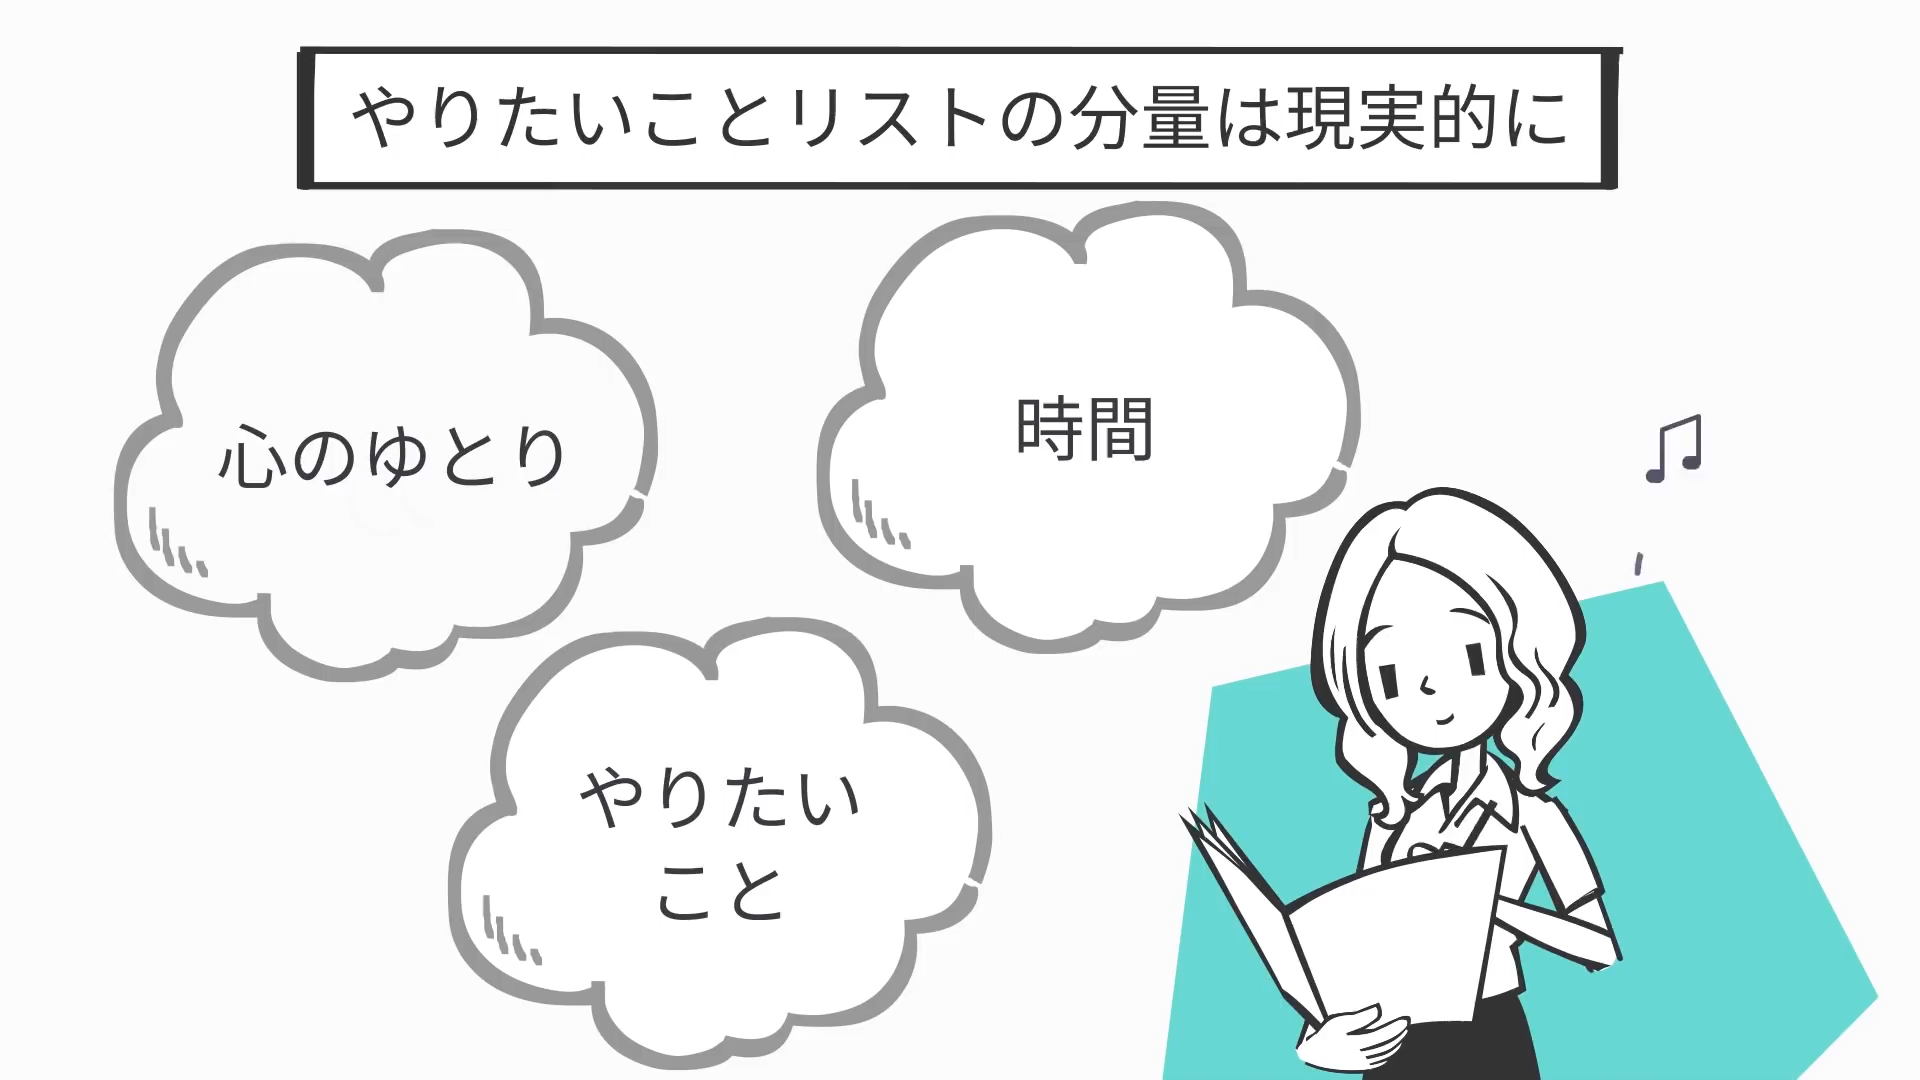 やりたいことリストの分量は現実的に
心のゆとり
時間
やりたい
こと